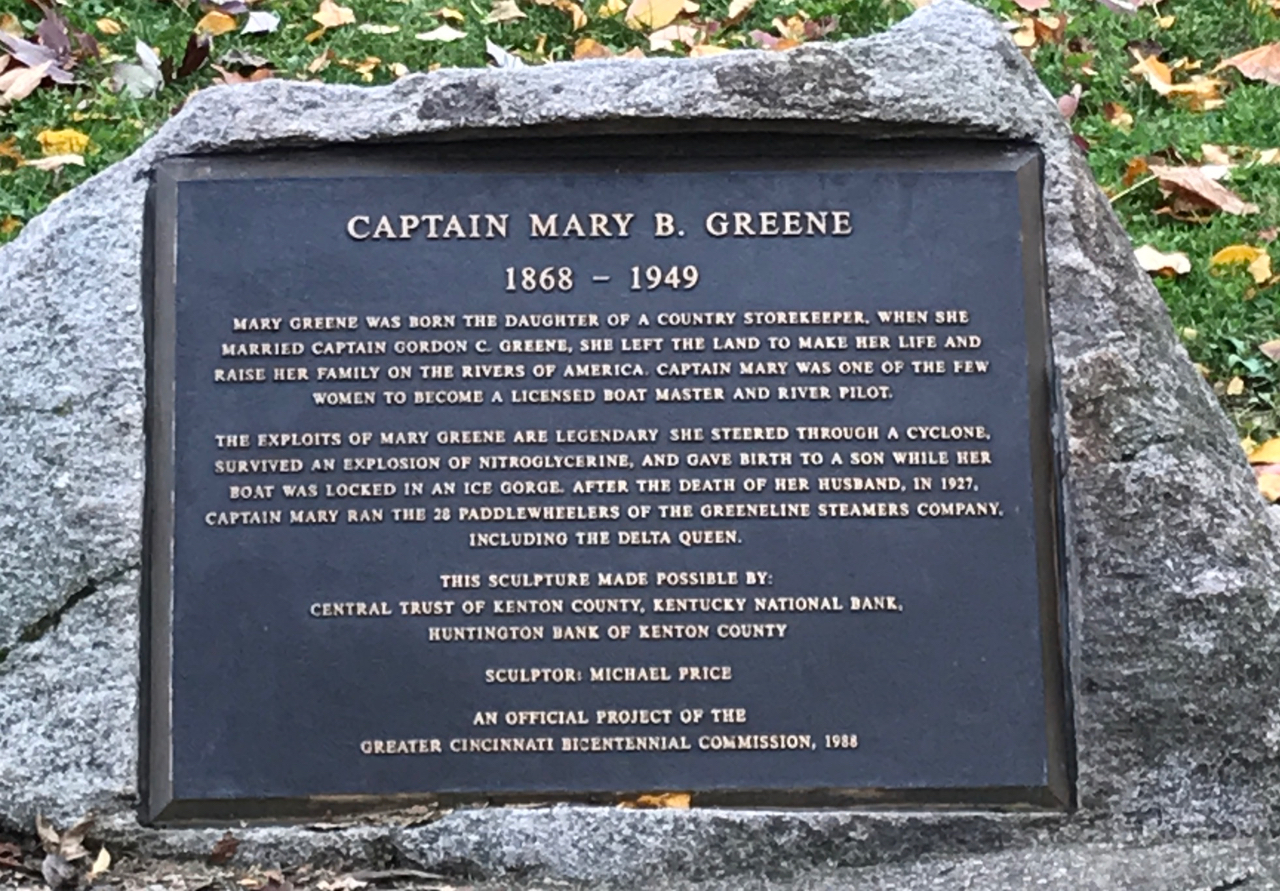 CAPTAIN MARY B. GREENE
1868 – 1949
MARY GREENE WAS BORN THE DAUGHTER OF A COUNTRY STOREKEEPER. WHEN SHE
MARRIED CAPTAIN GORDON C. GREENE, SHE LEFT THE LAND TO MAKE HER LIFE AND
RAISE HER FAMILY ON THE RIVERS OF AMERICA. CAPTAIN MARY WAS ONE OF THE FEW
WOMEN TO BECOME A LICENSED BOAT MASTER AND RIVER PILOT.
THE EXPLOITS OF MARY GREENE ARE LEGENDARY SHE STEERED THROUGH A CYCLONE,
SURVIVED AN EXPLOSION OF NITROGLYCERINE, AND GAVE BIRTH TO A SON WHILE HER
BOAT WAS LOCKED IN AN ICE GORGE. AFTER THE DEATH OF HER HUSBAND, IN 1927,
CAPTAIN MARY RAN THE 28 PADDLEWHEELERS OF THE GREENELINE STEAMERS COMPANY,
INCLUDING THE DELTA QUEEN.
THIS SCULPTURE MADE POSSIBLE BY:
CENTRAL TRUST OF KENTON COUNTY, KENTUCKY NATIONAL BANK,
HUNTINGTON BANK OF KENTON COUNTY
SCULPTOR: MICHAEL PRICE
AN OFFICIAL PROJECT OF THE
GREATER CINCINNATI BICENTENNIAL COMMISSION, 1988